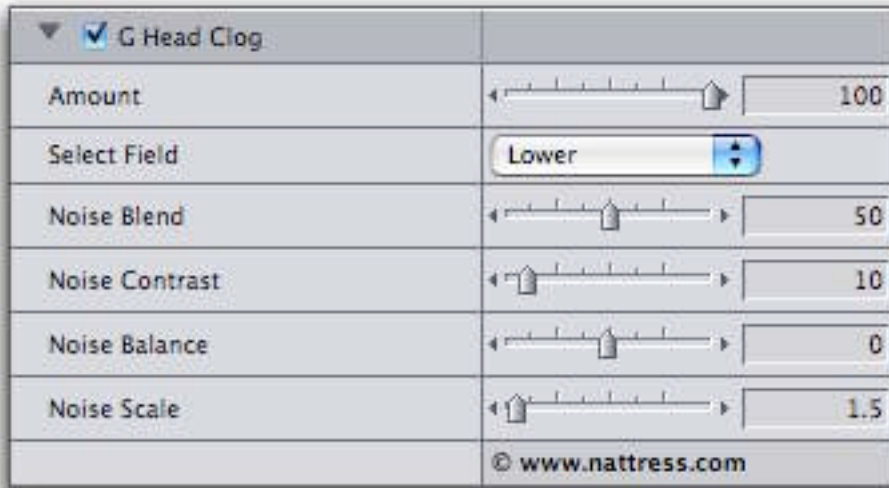 G Head Clog
Amount 100
Select Field Lower
Noise Blend 50
Noise Contrast 10
Noise Balance 0
Noise Scale 1.5
© www.nattress.com